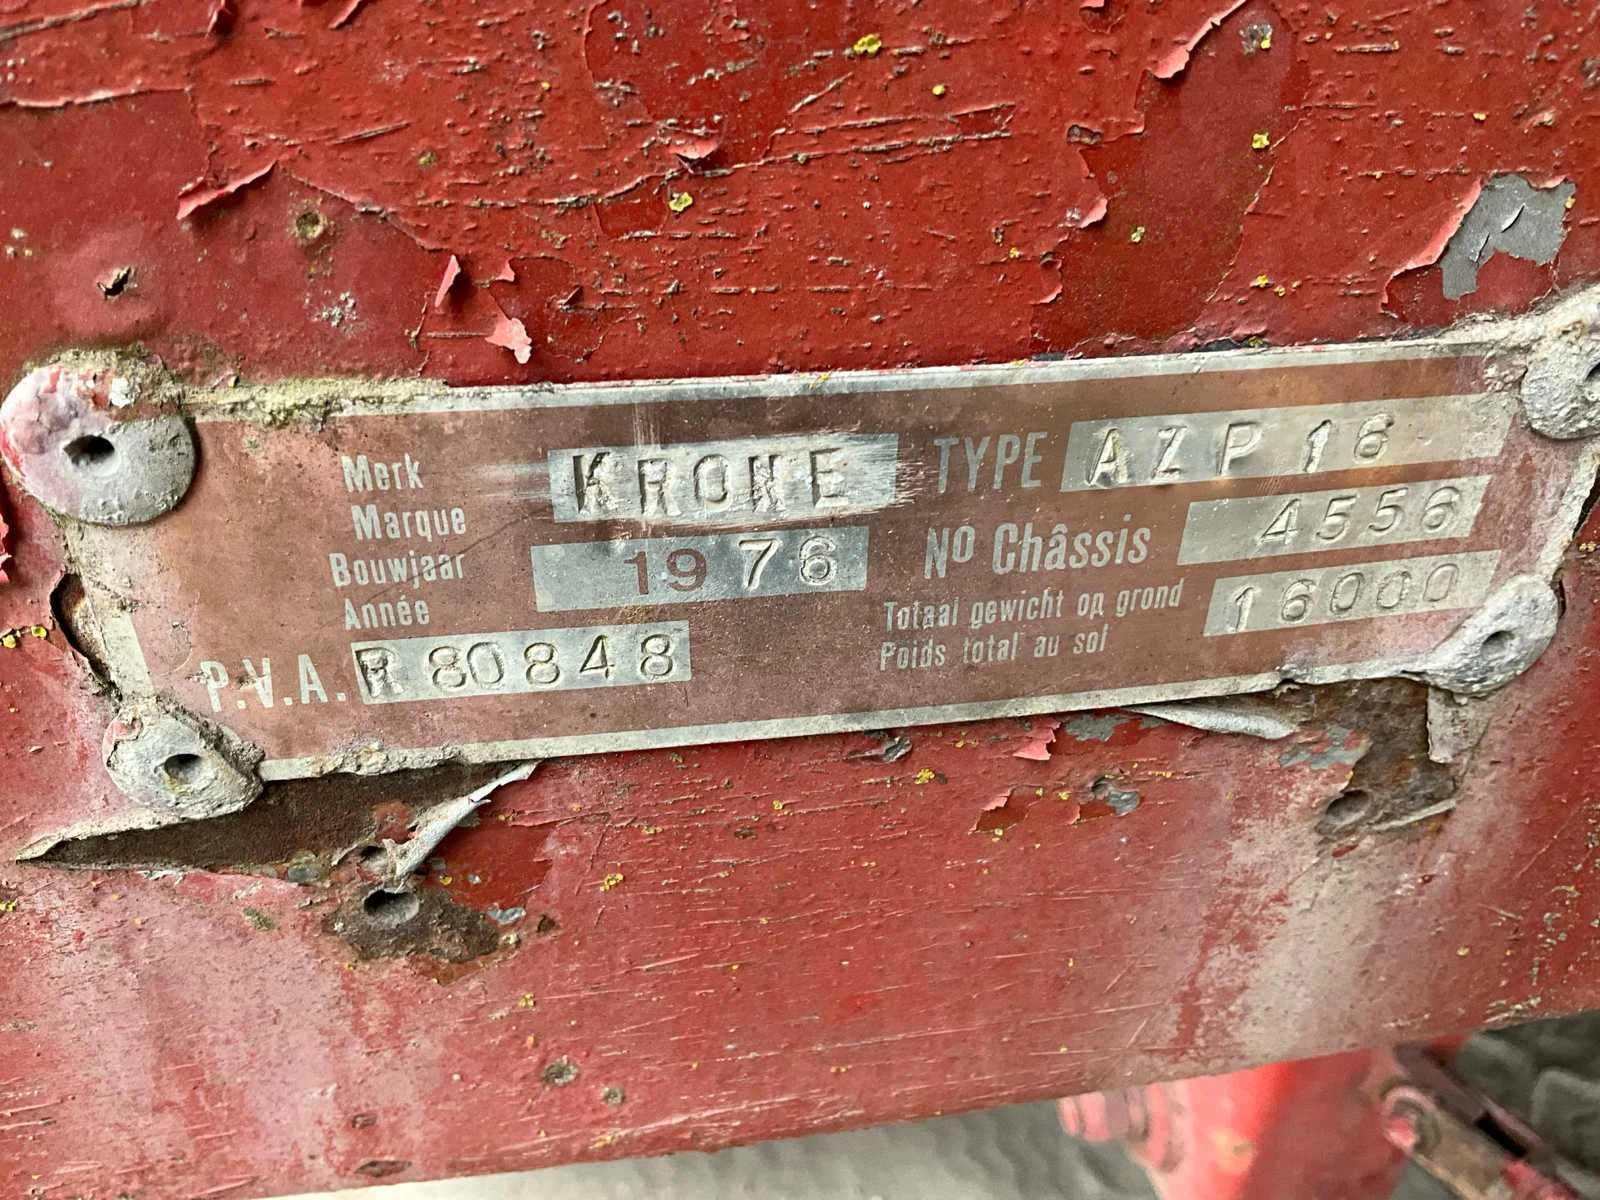 Merk
Marque KRONE TYPE AZP 16
Bouwjaar
Année 1976 Nº Châssis 4556
P.V.A. R 80848 Totaal gewicht op grond
Poids total au sol 16000